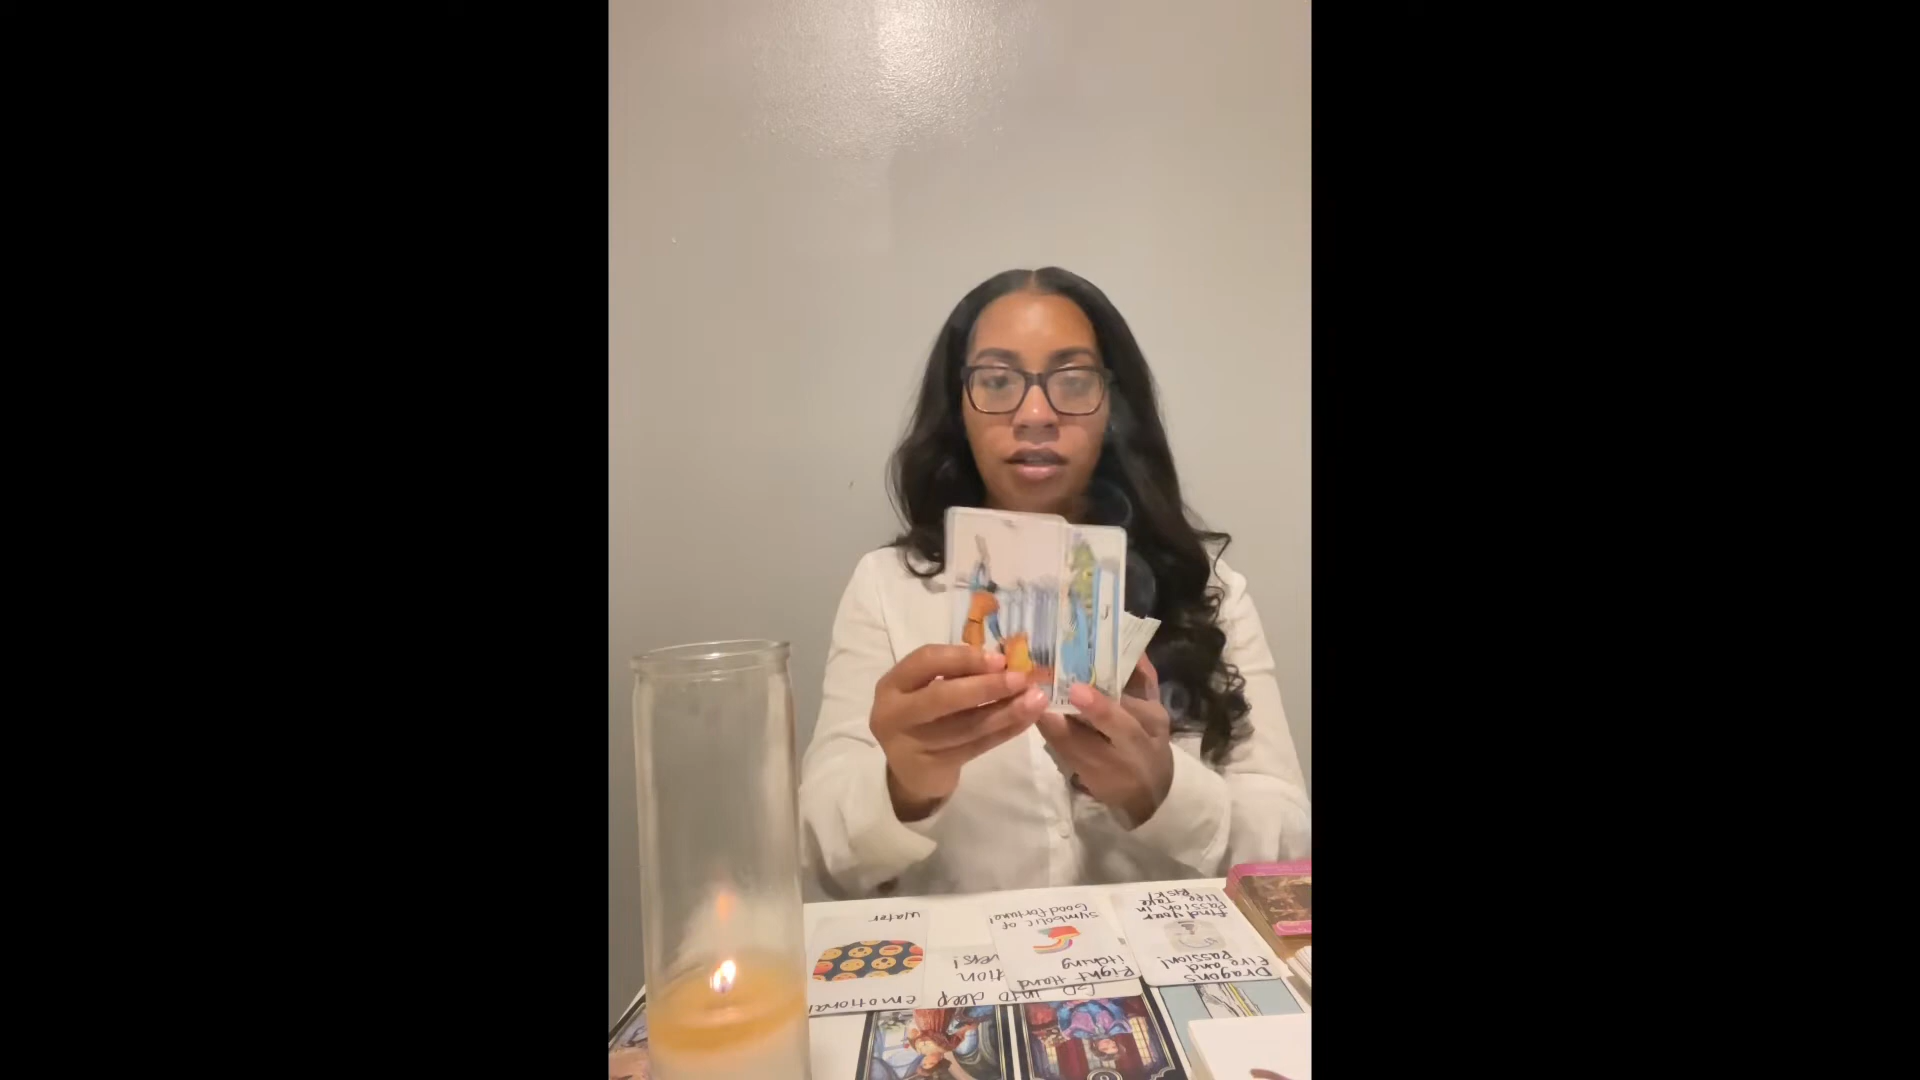 water
emotional
Good fortune!
symbolic of
itching
Right Hand
Go into deep
Risk!
life Take
Passion in
find your
Passion!
Fire and
Dragons